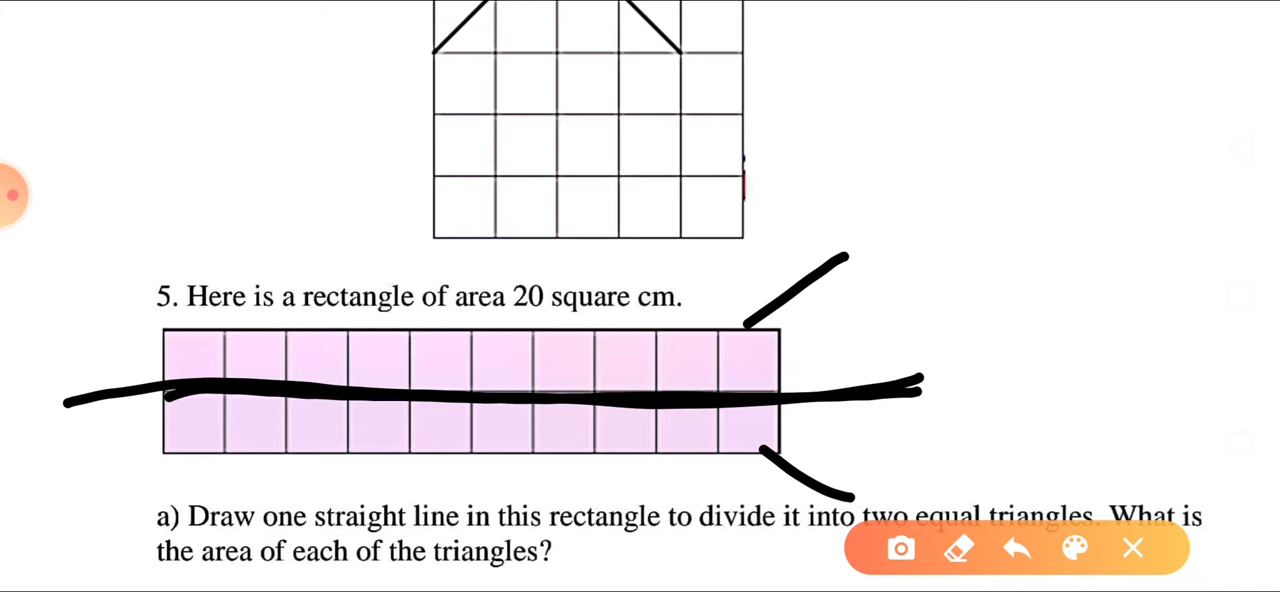 5. Here is a rectangle of area 20 square cm.
a) Draw one straight line in this rectangle to divide it into two equal triangles. What is
the area of each of the triangles?